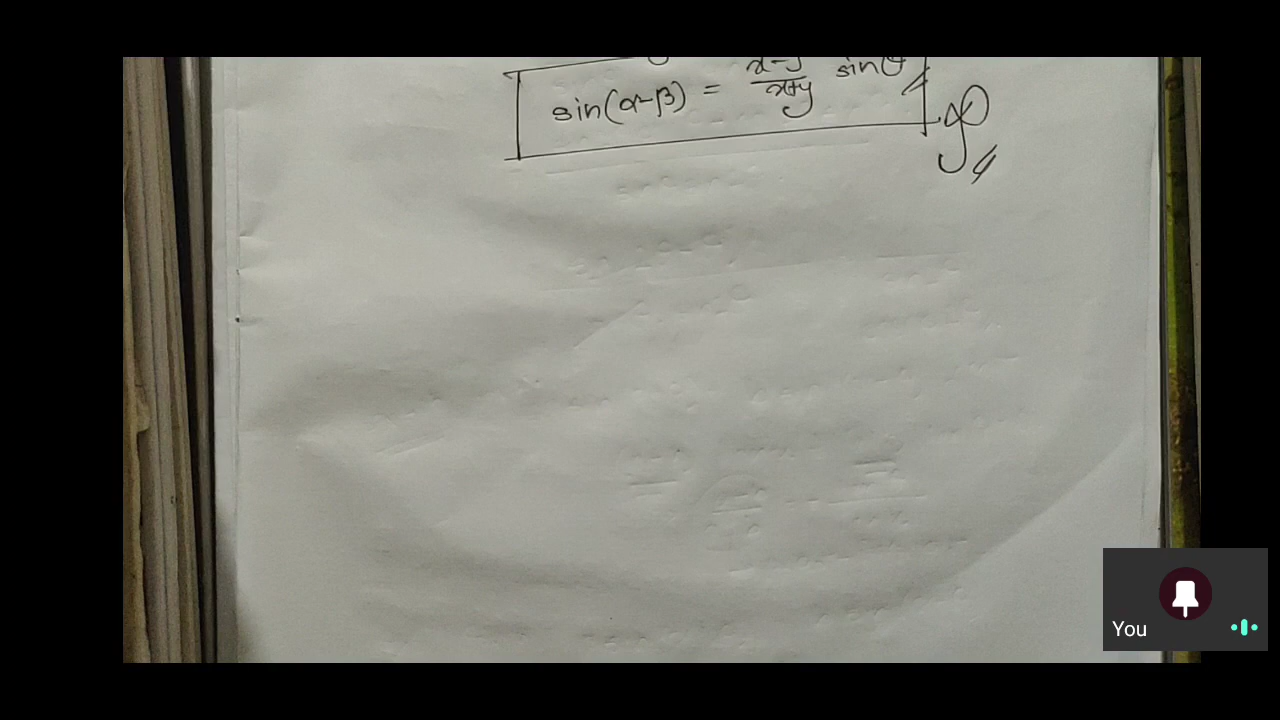 sin(α-β) = x-y/x+y sinθ
You